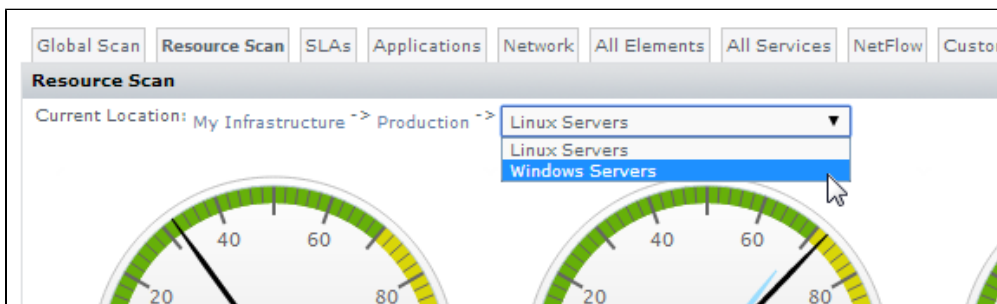 Global Scan Resource Scan SLAs Applications Network All Elements All Services NetFlow
Resource Scan
Current Location: My Infrastructure -> Production -> Linux Servers
Linux Servers
Windows Servers
40 60 40 60
20 80 20 80